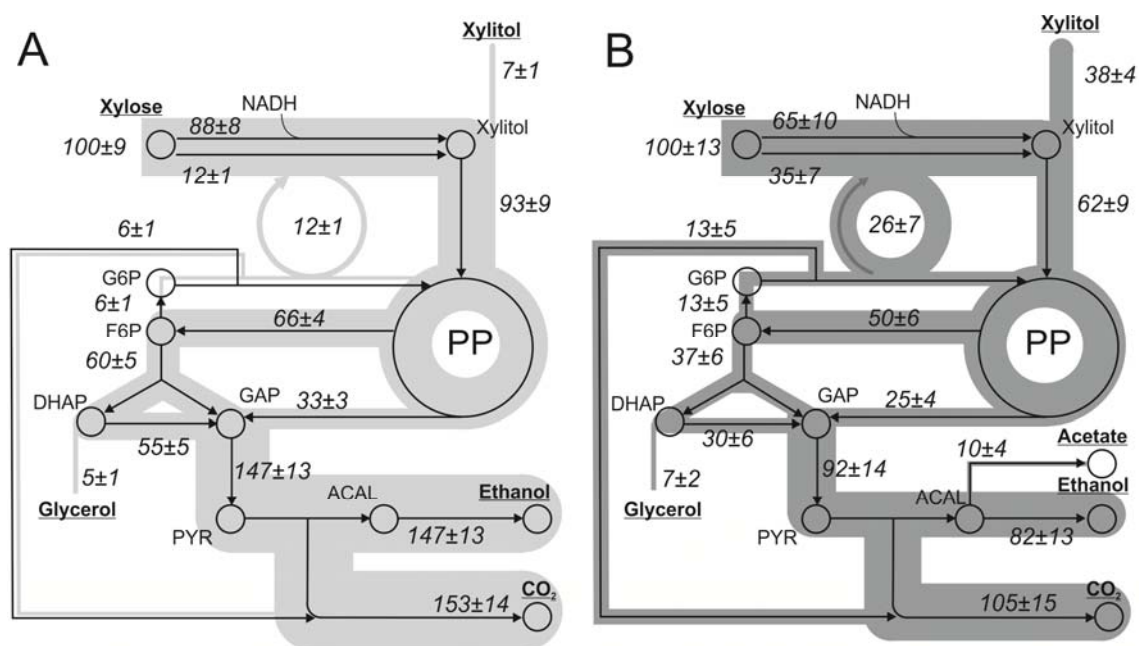 A
Xylitol
7±1
Xylose
NADH
88±8
Xylitol
100±9
12±1
93±9
12±1
6±1
G6P
6±1
66±4
F6P
PP
60±5
DHAP
GAP
33±3
55±5
5±1
147±13
Glycerol
ACAL
Ethanol
PYR
147±13
CO2
153±14
B
Xylitol
38±4
Xylose
NADH
65±10
Xylitol
100±13
35±7
62±9
26±7
13±5
G6P
13±5
50±6
F6P
PP
37±6
DHAP
GAP
25±4
30±6
Acetate
10±4
7±2
92±14
Glycerol
ACAL
Ethanol
PYR
82±13
CO2
105±15